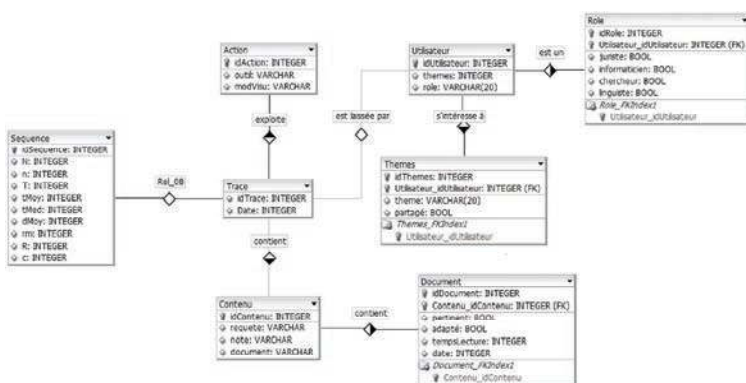 Action
idAction: INTEGER
outil: VARCHAR
modVisu: VARCHAR
exploite
Utilisateur
idUtilisateur: INTEGER
themes: INTEGER
role: VARCHAR(20)
est un
Role
idRole: INTEGER
Utilisateur_idUtilisateur: INTEGER (FK)
juriste: BOOL
informaticien: BOOL
chercheur: BOOL
linguiste: BOOL
Role_FKIndex1
Utilisateur_idUtilisateur
est laissée par
s'intéresse à
Sequence
idSequence: INTEGER
N: INTEGER
n: INTEGER
T: INTEGER
tMoy: INTEGER
tMed: INTEGER
dMoy: INTEGER
rm: INTEGER
R: INTEGER
c: INTEGER
Rel_08
Trace
idTrace: INTEGER
Date: INTEGER
contient
Themes
idThemes: INTEGER
Utilisateur_idUtilisateur: INTEGER (FK)
theme: VARCHAR(20)
partagé: BOOL
Themes_FKIndex1
Utilisateur_idUtilisateur
Contenu
idContenu: INTEGER
requete: VARCHAR
note: VARCHAR
document: VARCHAR
contient
Document
idDocument: INTEGER
Contenu_idContenu: INTEGER (FK)
pertinent: BOOL
adapté: BOOL
tempsLecture: INTEGER
date: INTEGER
Document_FKIndex1
Contenu_idContenu